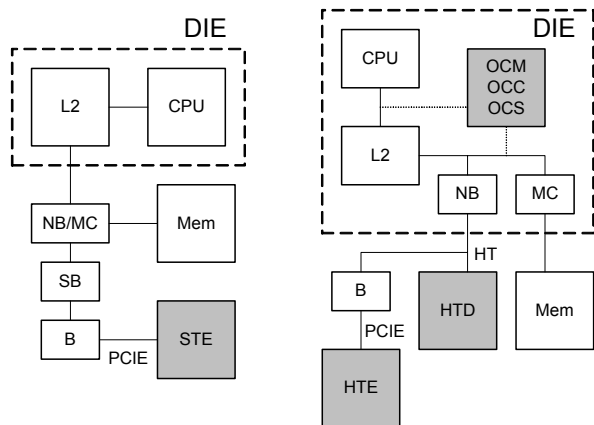 DIE
L2
CPU
NB/MC
Mem
SB
B
PCIE
STE
DIE
CPU
OCM
OCC
OCS
L2
NB
MC
HT
B
HTD
Mem
PCIE
HTE